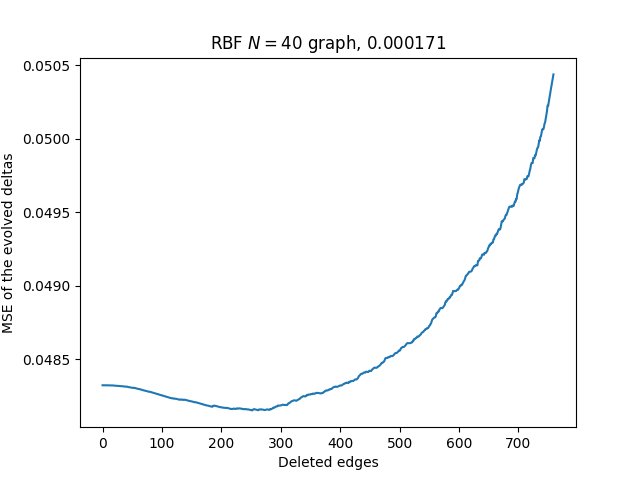 RBF N = 40 graph, 0.000171
MSE of the evolved deltas
0.0505
0.0500
0.0495
0.0490
0.0485
0 100 200 300 400 500 600 700
Deleted edges